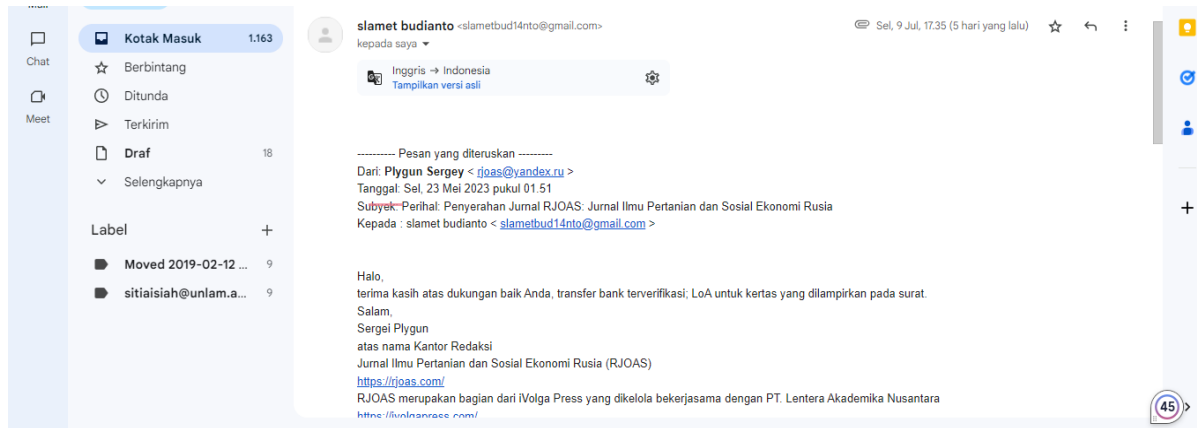 Chat
Meet
Kotak Masuk 1.163
Berbintang
Ditunda
Terkirim
Draf 18
Selengkapnya
Label +
Moved 2019-02-12 ... 9
sitiaisiah@unlam.a... 9
slamet budianto <slametbud14nto@gmail.com>
Sel, 9 Jul, 17.35 (5 hari yang lalu)
kepada saya
Inggris → Indonesia
Tampilkan versi asli
---------- Pesan yang diteruskan ---------
Dari: Plygun Sergey < rjoas@yandex.ru >
Tanggal: Sel, 23 Mei 2023 pukul 01.51
Subyek: Perihal: Penyerahan Jurnal RJOAS: Jurnal Ilmu Pertanian dan Sosial Ekonomi Rusia
Kepada : slamet budianto < slametbud14nto@gmail.com >
Halo,
terima kasih atas dukungan baik Anda, transfer bank terverifikasi; LoA untuk kertas yang dilampirkan pada surat.
Salam,
Sergei Plygun
atas nama Kantor Redaksi
Jurnal Ilmu Pertanian dan Sosial Ekonomi Rusia (RJOAS)
https://rjoas.com/
RJOAS merupakan bagian dari iVolga Press yang dikelola bekerjasama dengan PT. Lentera Akademika Nusantara
https://ivolgapress.com/
45